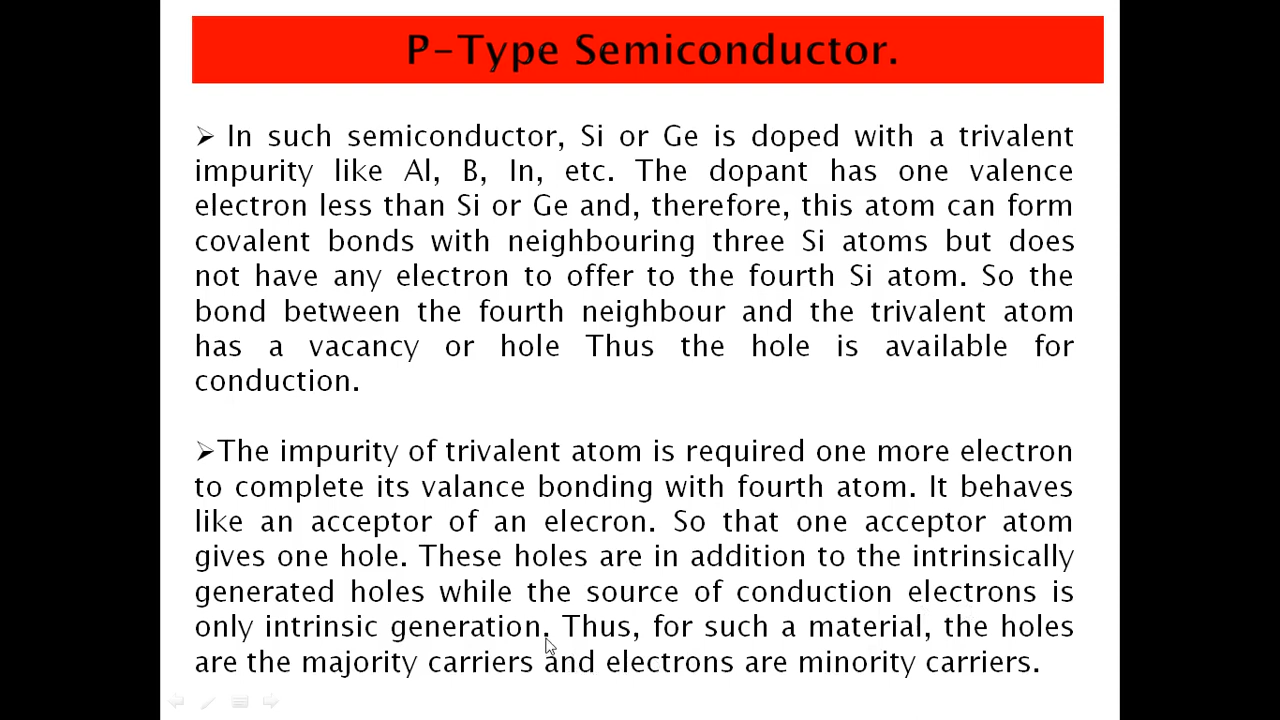 P-Type Semiconductor.
➢ In such semiconductor, Si or Ge is doped with a trivalent
impurity like Al, B, In, etc. The dopant has one valence
electron less than Si or Ge and, therefore, this atom can form
covalent bonds with neighbouring three Si atoms but does
not have any electron to offer to the fourth Si atom. So the
bond between the fourth neighbour and the trivalent atom
has a vacancy or hole Thus the hole is available for
conduction.
➢The impurity of trivalent atom is required one more electron
to complete its valance bonding with fourth atom. It behaves
like an acceptor of an elecron. So that one acceptor atom
gives one hole. These holes are in addition to the intrinsically
generated holes while the source of conduction electrons is
only intrinsic generation. Thus, for such a material, the holes
are the majority carriers and electrons are minority carriers.